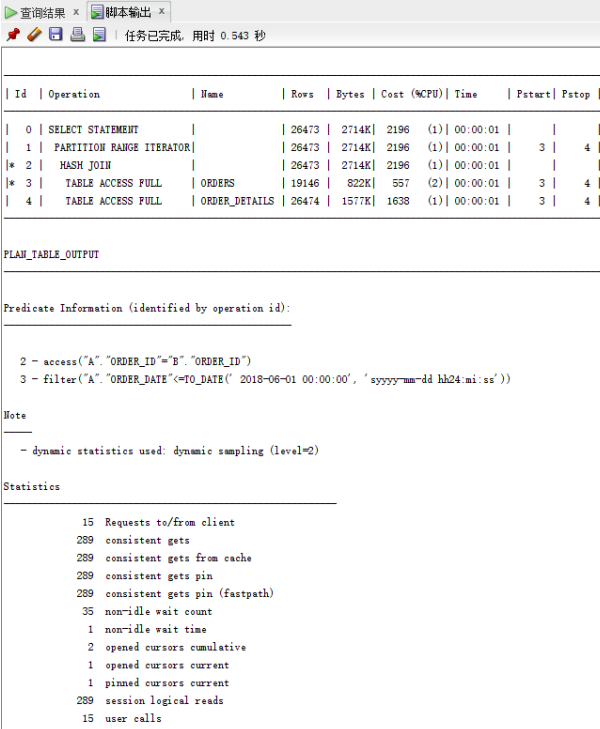 查询结果 × 脚本输出 ×
任务已完成, 用时 0.543 秒
| Id | Operation | Name | Rows | Bytes | Cost (%CPU)| Time | Pstart| Pstop |
| 0 | SELECT STATEMENT | | 26473 | 2714K| 2196 (1)| 00:00:01 | | |
| 1 | PARTITION RANGE ITERATOR| | 26473 | 2714K| 2196 (1)| 00:00:01 | 3 | 4 |
|* 2 | HASH JOIN | | 26473 | 2714K| 2196 (1)| 00:00:01 | | |
|* 3 | TABLE ACCESS FULL | ORDERS | 19146 | 822K| 557 (2)| 00:00:01 | 3 | 4 |
| 4 | TABLE ACCESS FULL | ORDER_DETAILS | 26474 | 1577K| 1638 (1)| 00:00:01 | 3 | 4 |
PLAN_TABLE_OUTPUT
Predicate Information (identified by operation id):
2 - access("A"."ORDER_ID"="B"."ORDER_ID")
3 - filter("A"."ORDER_DATE"<=TO_DATE(' 2018-06-01 00:00:00', 'syyyy-mm-dd hh24:mi:ss'))
Note
- dynamic statistics used: dynamic sampling (level=2)
Statistics
15 Requests to/from client
289 consistent gets
289 consistent gets from cache
289 consistent gets pin
289 consistent gets pin (fastpath)
35 non-idle wait count
1 non-idle wait time
2 opened cursors cumulative
1 opened cursors current
1 pinned cursors current
289 session logical reads
15 user calls